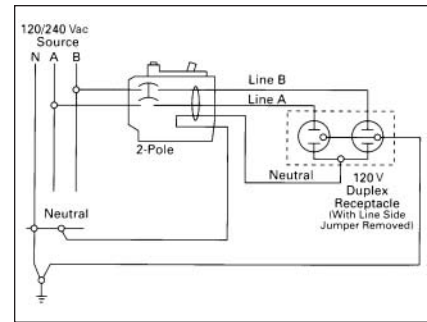 120/240 Vac
Source
N A B
Line B
Line A
2-Pole
Neutral
120 V
Duplex
Receptacle
(With Line Side
Jumper Removed)
Neutral